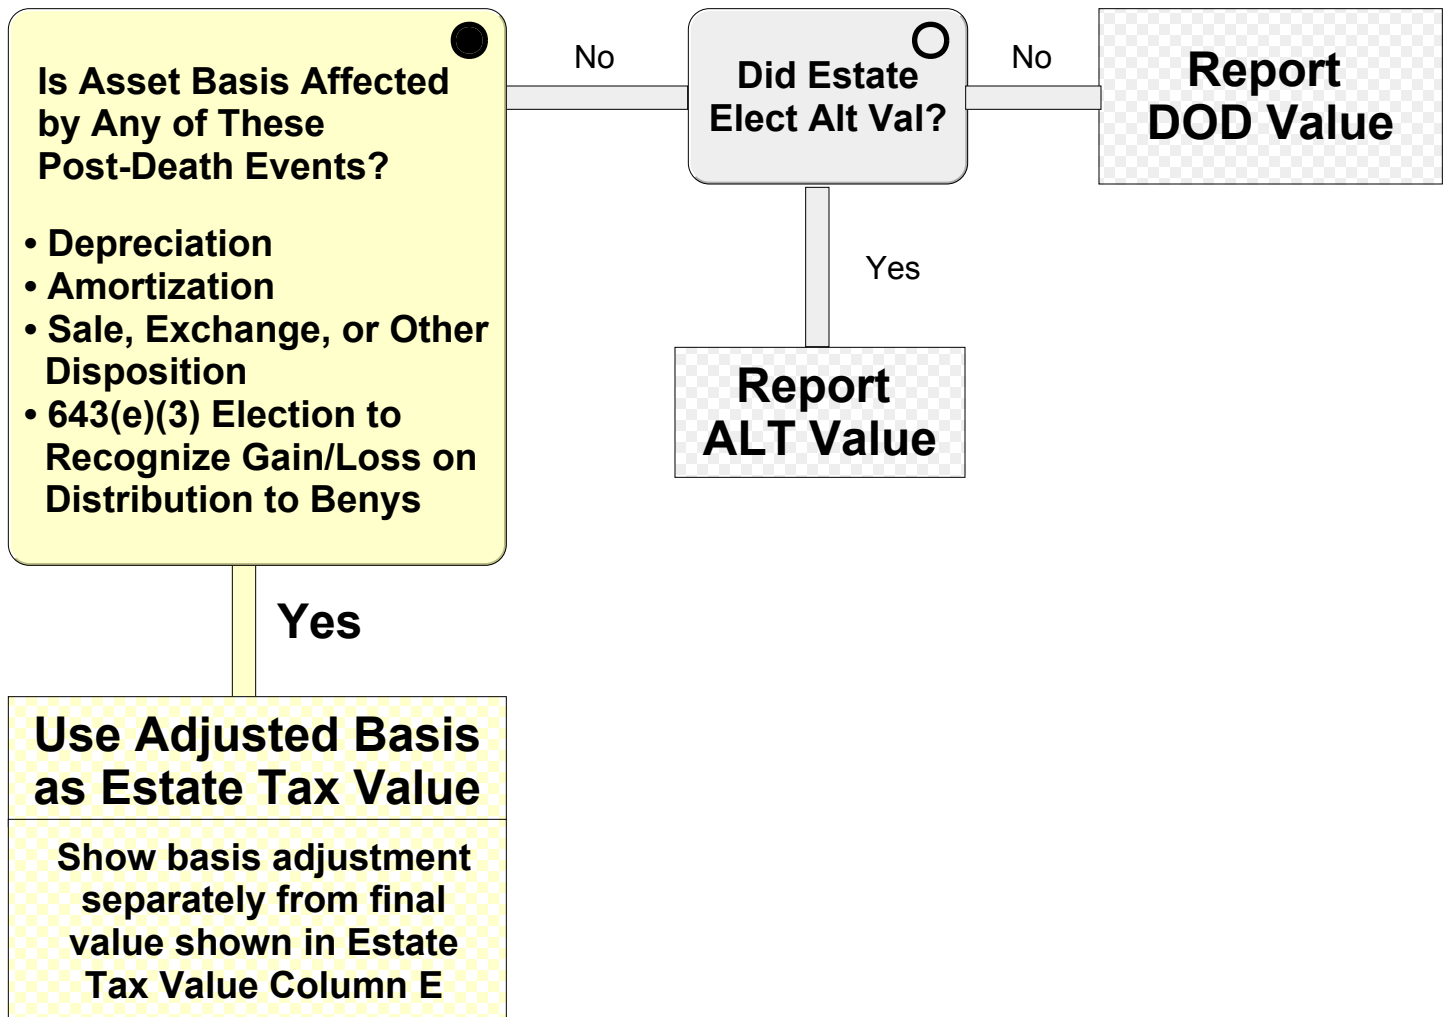 Is Asset Basis Affected
by Any of These
Post-Death Events?
• Depreciation
• Amortization
• Sale, Exchange, or Other
Disposition
• 643(e)(3) Election to
Recognize Gain/Loss on
Distribution to Benys
No
Did Estate
Elect Alt Val?
No
Report
DOD Value
Yes
Report
ALT Value
Yes
Use Adjusted Basis
as Estate Tax Value
Show basis adjustment
separately from final
value shown in Estate
Tax Value Column E